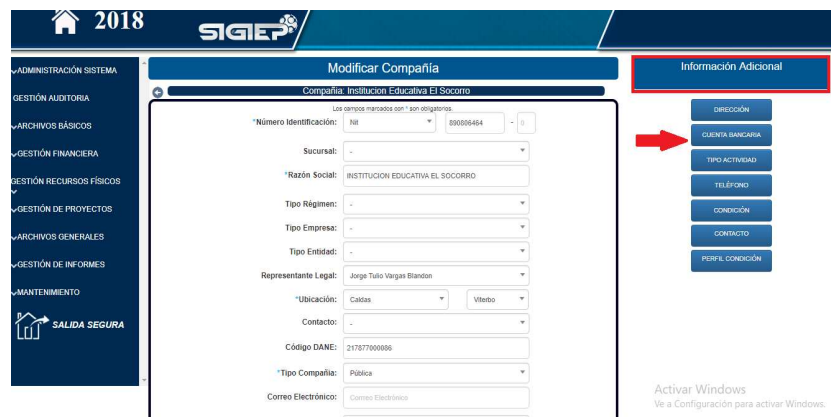 2018
SIGIEP
ADMINISTRACIÓN SISTEMA
GESTIÓN AUDITORIA
ARCHIVOS BÁSICOS
GESTIÓN FINANCIERA
GESTIÓN RECURSOS FÍSICOS
GESTIÓN DE PROYECTOS
ARCHIVOS GENERALES
GESTIÓN DE INFORMES
MANTENIMIENTO
SALIDA SEGURA
Modificar Compañía
Compañia: Institucion Educativa El Socorro
Los campos marcados con * son obligatorios.
*Número Identificación: Nit 890806464 - 0
Sucursal: -
*Razón Social: INSTITUCION EDUCATIVA EL SOCORRO
Tipo Régimen: -
Tipo Empresa: -
Tipo Entidad: -
Representante Legal: Jorge Tulio Vargas Blandon
*Ubicación: Caldas Viterbo
Contacto: -
Código DANE: 217877000086
*Tipo Compañia: Pública
Correo Electrónico: Correo Electrónico
Información Adicional
DIRECCIÓN
CUENTA BANCARIA
TIPO ACTIVIDAD
TELÉFONO
CONDICIÓN
CONTACTO
PERFIL CONDICIÓN
Activar Windows
Ve a Configuración para activar Windows.